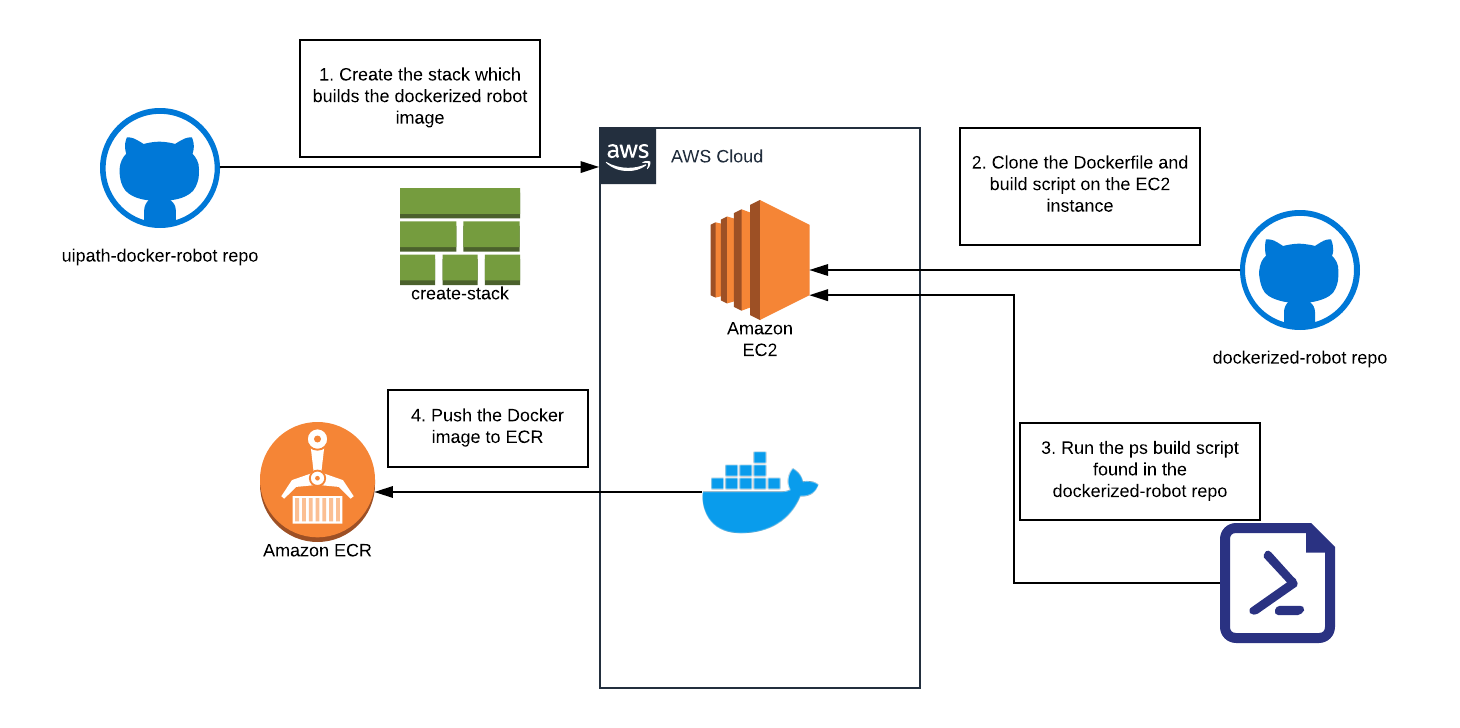 1. Create the stack which
builds the dockerized robot
image
uipath-docker-robot repo
create-stack
aws
AWS Cloud
Amazon
EC2
2. Clone the Dockerfile and
build script on the EC2
instance
dockerized-robot repo
4. Push the Docker
image to ECR
Amazon ECR
3. Run the ps build script
found in the
dockerized-robot repo